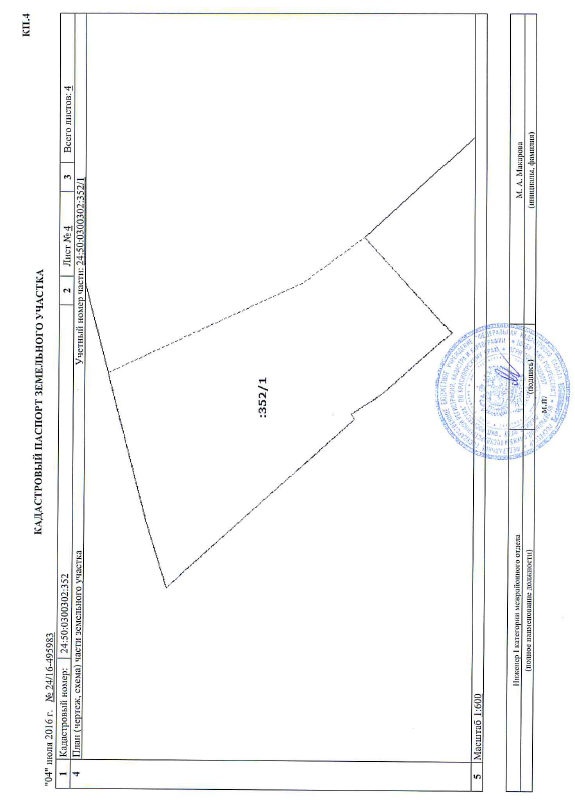 КП.4
КАДАСТРОВЫЙ ПАСПОРТ ЗЕМЕЛЬНОГО УЧАСТКА
"04" июля 2016 г. № 24/16-495983
1 Кадастровый номер: 24:50:0300302:352 2 Лист № 4 3 Всего листов: 4
4 План (чертеж, схема) части земельного участка Учетный номер части: 24:50:0300302:352/1
:352/1
5 Масштаб 1:600
Инженер I категории межрайонного отдела М. А. Макарова
(полное наименование должности) (подпись) (инициалы, фамилия)
М.П.